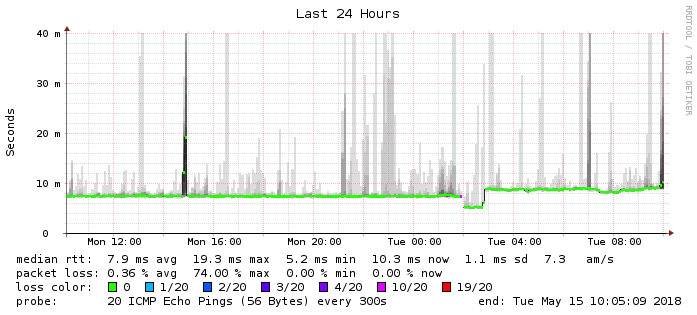 Last 24 Hours
RRDTOOL / TOBI OETIKER
Seconds
40 m
30 m
20 m
10 m
0
Mon 12:00 Mon 16:00 Mon 20:00 Tue 00:00 Tue 04:00 Tue 08:00
median rtt: 7.9 ms avg 19.3 ms max 5.2 ms min 10.3 ms now 1.1 ms sd 7.3 am/s
packet loss: 0.36 % avg 74.00 % max 0.00 % min 0.00 % now
loss color: 0 1/20 2/20 3/20 4/20 10/20 19/20
probe: 20 ICMP Echo Pings (56 Bytes) every 300s end: Tue May 15 10:05:09 2018